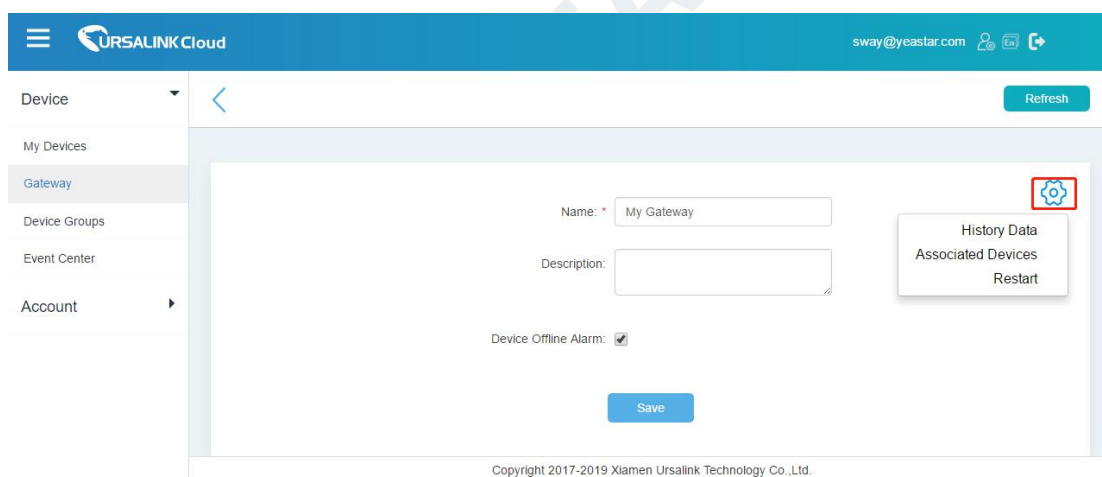 URSALINK Cloud
sway@yeastar.com En
Device
Refresh
My Devices
Gateway
Device Groups
Event Center
Account
Name: * My Gateway
Description:
Device Offline Alarm:
Save
History Data
Associated Devices
Restart
Copyright 2017-2019 Xiamen Ursalink Technology Co.,Ltd.